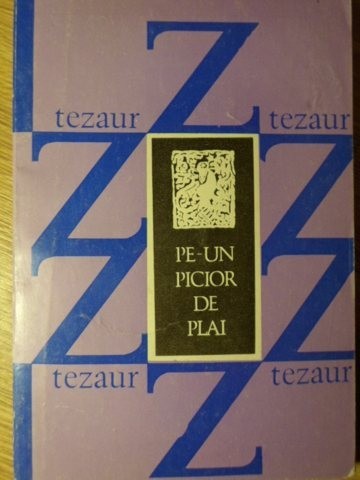 Z
tezaur tezaur
Z Z
PE-UN
PICIOR
DE
PLAI
Z Z
tezaur tezaur
Z